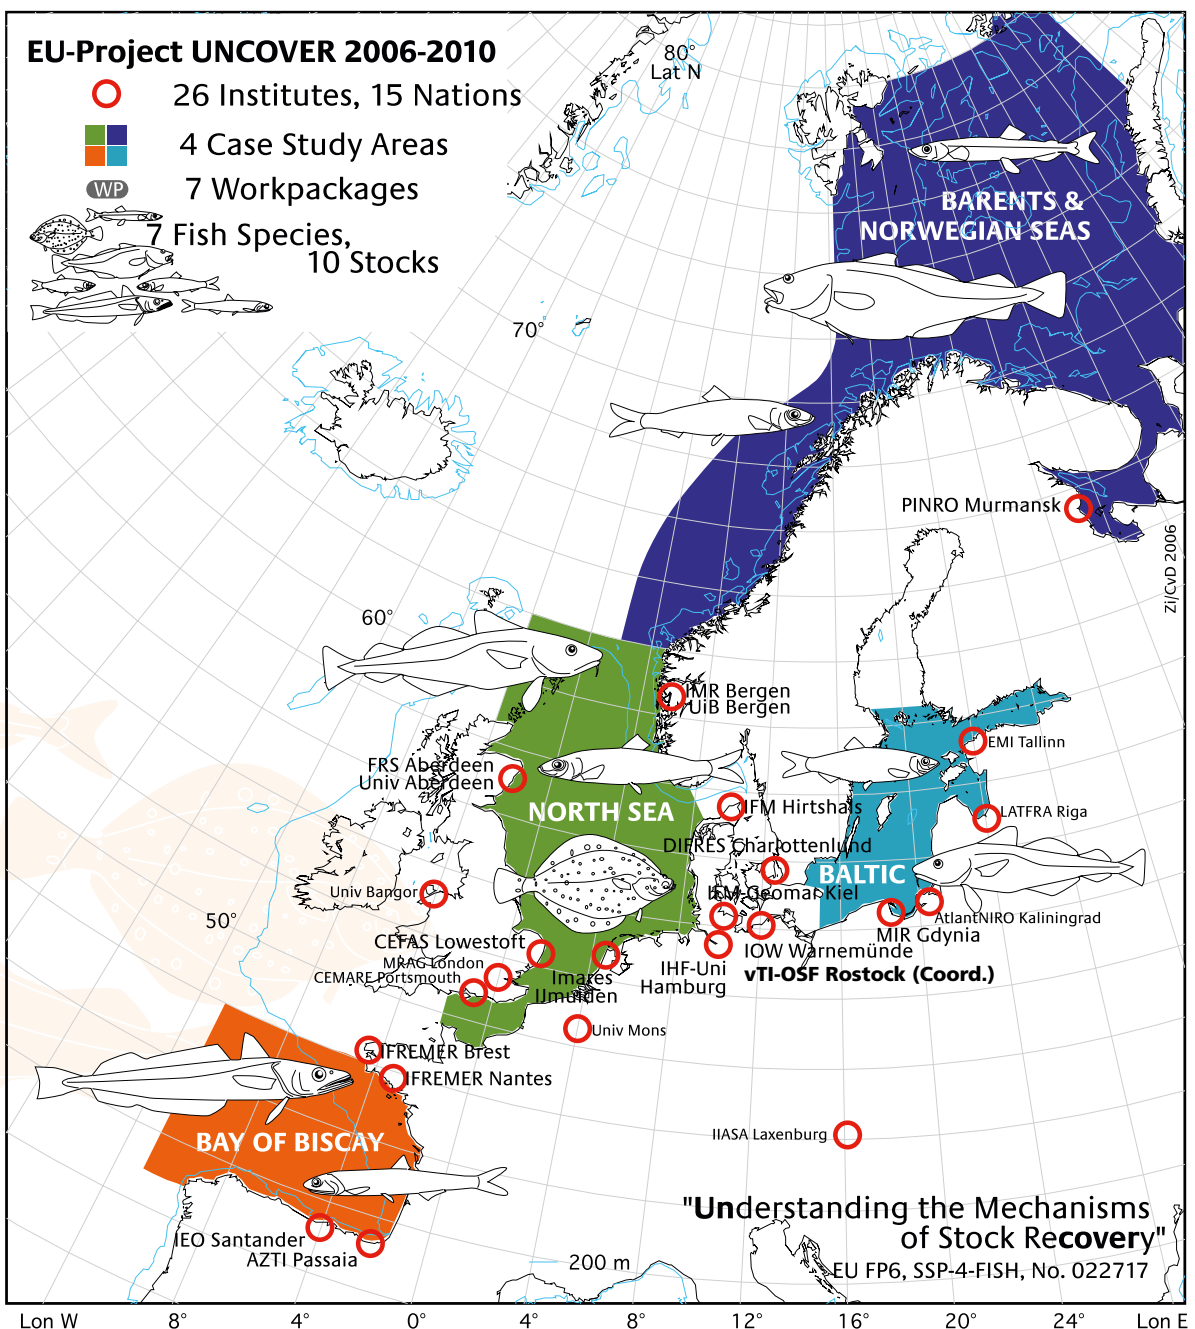 EU-Project UNCOVER 2006-2010
26 Institutes, 15 Nations
4 Case Study Areas
WP
7 Workpackages
7 Fish Species,
10 Stocks
80°
Lat N
BARENTS &
NORWEGIAN SEAS
70°
PINRO Murmansk
Zi/CvD 2006
60°
IMR Bergen
UiB Bergen
EMI Tallinn
FRS Aberdeen
Univ Aberdeen
NORTH SEA
IFM Hirtshals
LATFRA Riga
DIFRES Charlottenlund
BALTIC
Univ Bangor
IFM-Geomar Kiel
50°
AtlantNIRO Kaliningrad
MIR Gdynia
CEFAS Lowestoft
IOW Warnemünde
MRAG London
CEMARE Portsmouth
IHF-Uni
Hamburg
vTI-OSF Rostock (Coord.)
Imares
IJmuiden
Univ Mons
IFREMER Brest
IFREMER Nantes
IIASA Laxenburg
BAY OF BISCAY
"Understanding the Mechanisms
of Stock Recovery"
IEO Santander
AZTI Passaia
200 m
EU FP6, SSP-4-FISH, No. 022717
Lon W
8°
4°
0°
4°
8°
12°
16°
20°
24°
Lon E